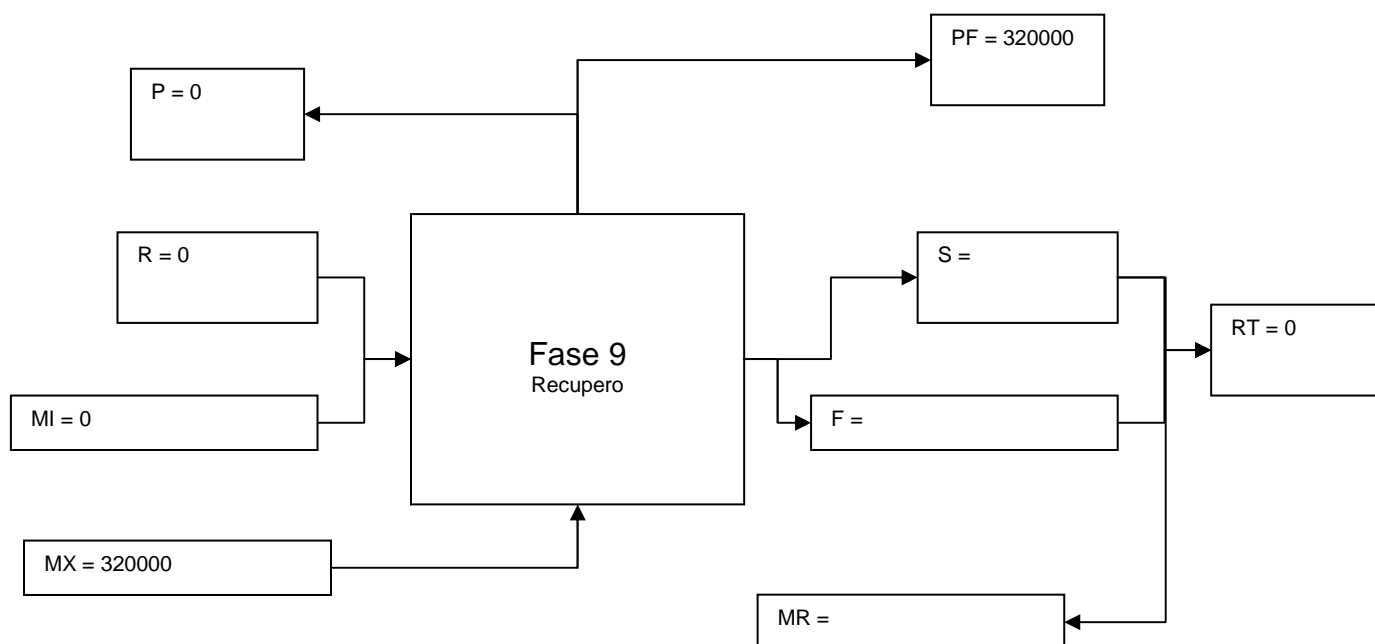 PF = 320000
P = 0
R = 0
S =
RT = 0
Fase 9
Recupero
MI = 0
F =
MX = 320000
MR =